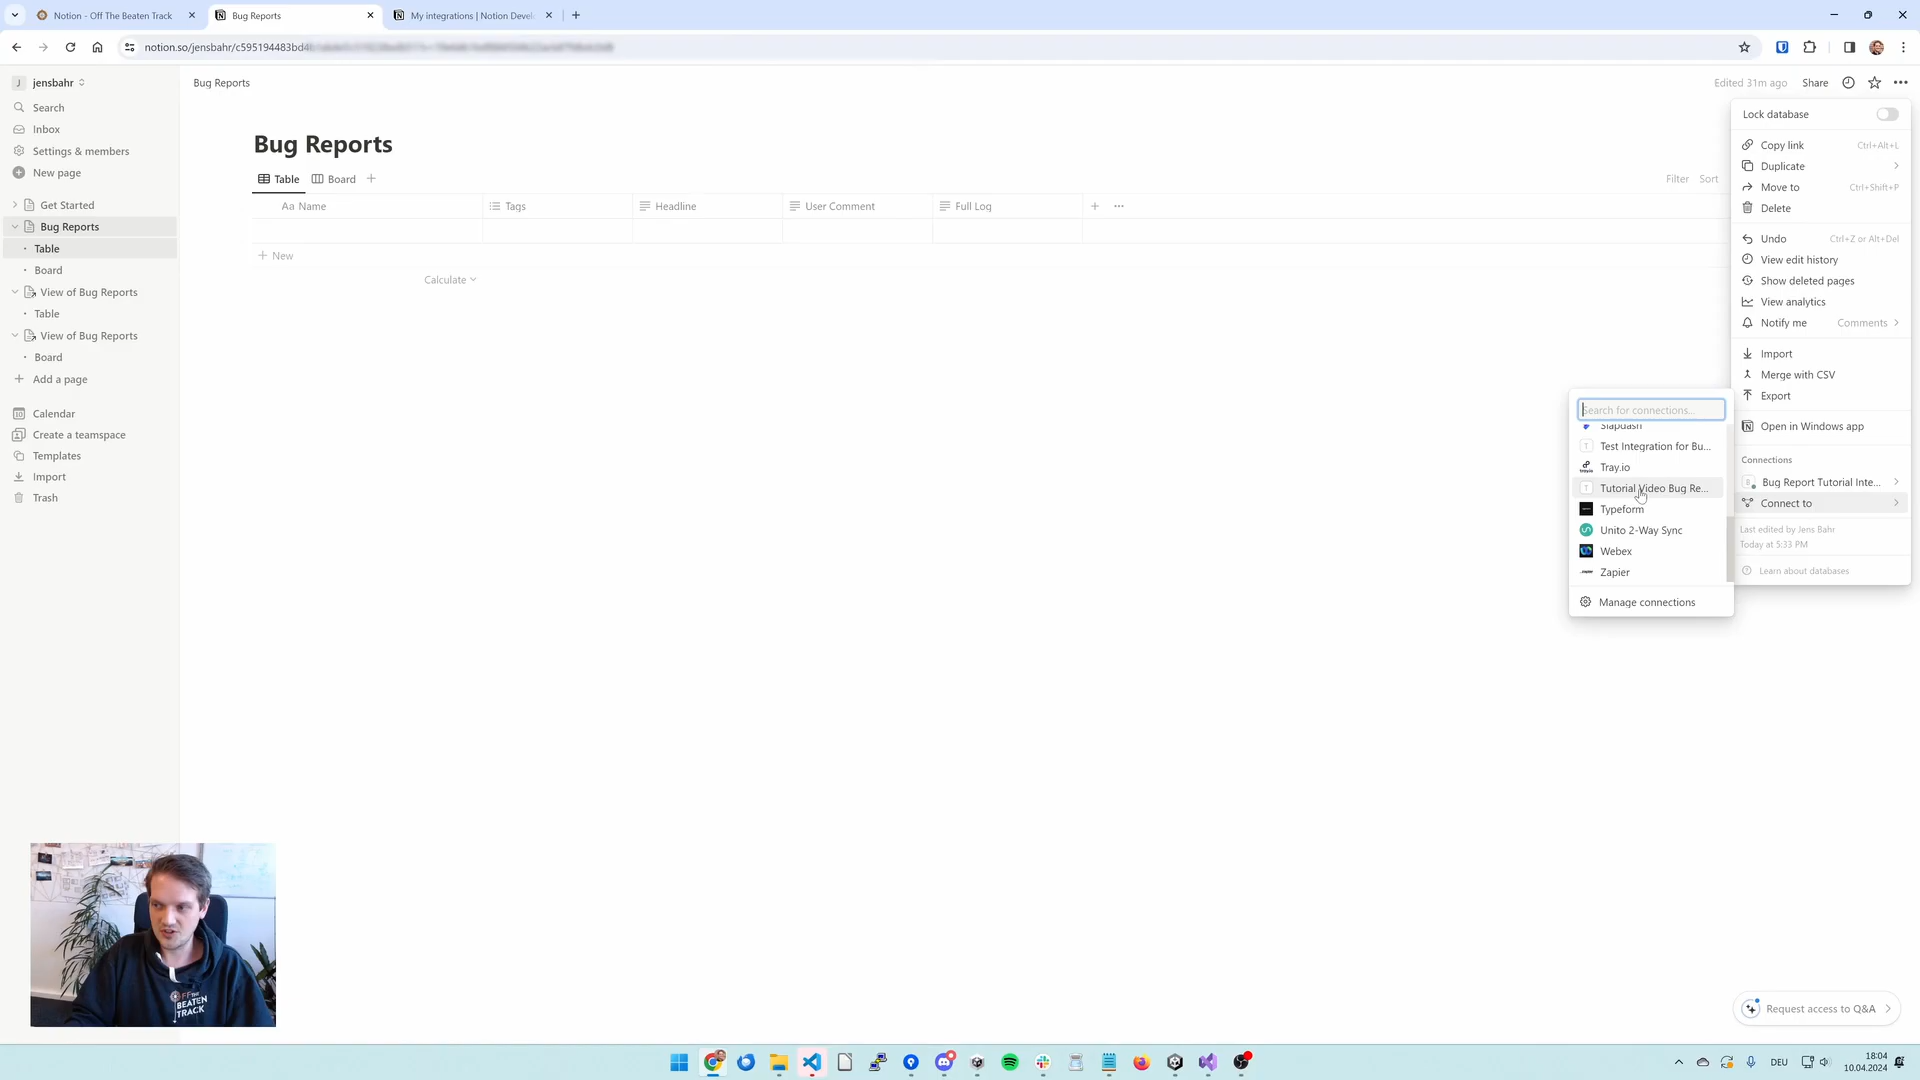 Notion - Off The Beaten Track
Bug Reports
My integrations | Notion Devel
notion.so/jensbahr/c595194483bd4
J jensbahr
Search
Inbox
Settings & members
New page
Get Started
Bug Reports
Table
Board
View of Bug Reports
Table
View of Bug Reports
Board
Add a page
Calendar
Create a teamspace
Templates
Import
Trash
Bug Reports
Edited 31m ago
Share
Bug Reports
Table
Board
Filter
Sort
Aa Name
Tags
Headline
User Comment
Full Log
New
Calculate
Lock database
Copy link Ctrl+Alt+L
Duplicate
Move to Ctrl+Shift+P
Delete
Undo Ctrl+Z or Alt+Del
View edit history
Show deleted pages
View analytics
Notify me Comments
Import
Merge with CSV
Export
Open in Windows app
Connections
B Bug Report Tutorial Inte...
Connect to
Last edited by Jens Bahr
Today at 5:33 PM
Learn about databases
Search for connections...
Slapdash
T Test Integration for Bu...
Tray.io
T Tutorial Video Bug Re...
Typeform
Unito 2-Way Sync
Webex
Zapier
Manage connections
OFF THE
BEATEN
TRACK
Request access to Q&A
DEU
18:04
10.04.2024